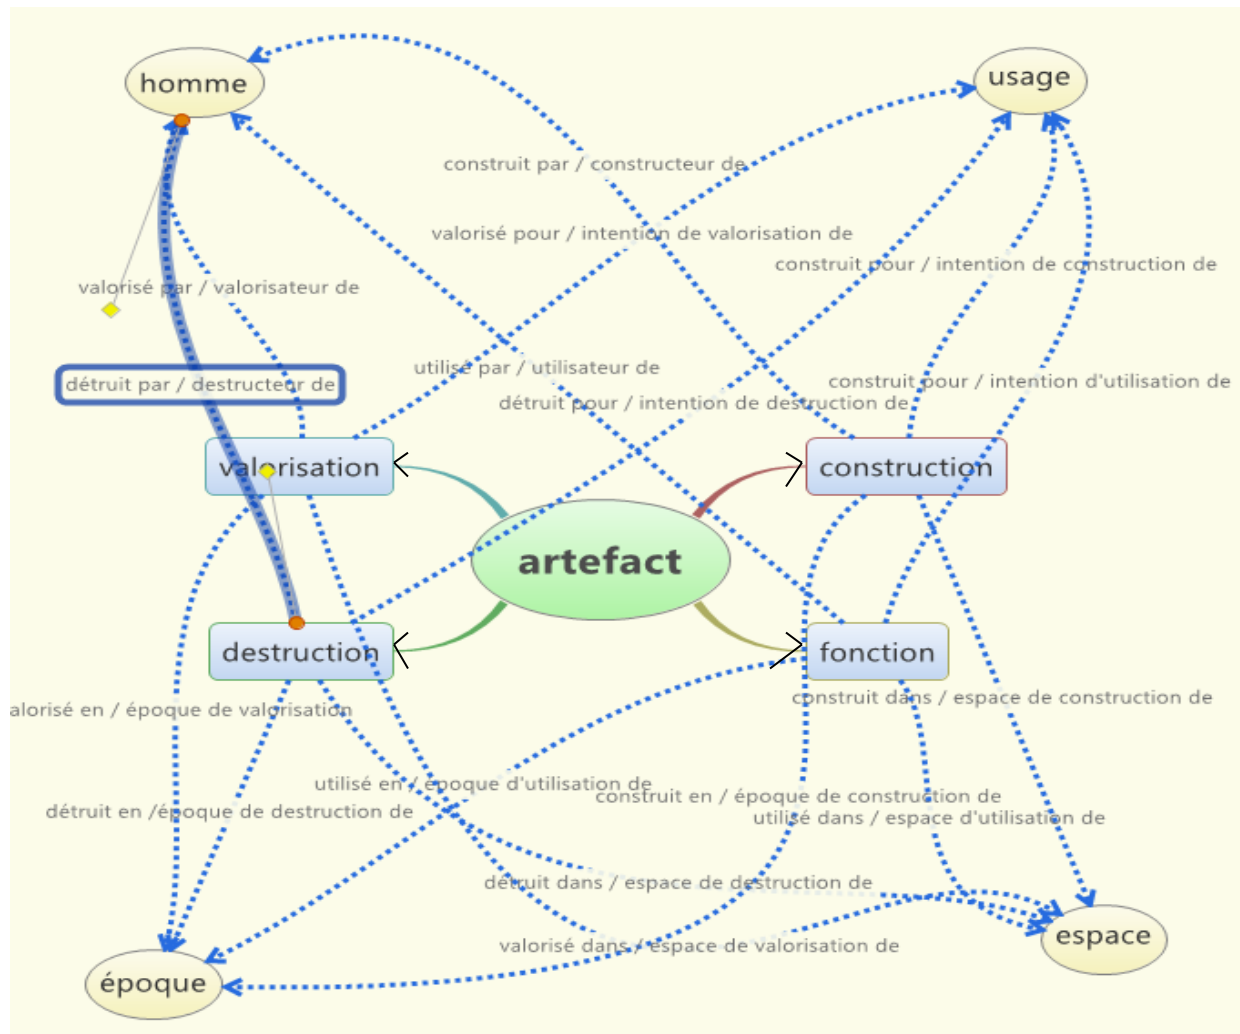 homme
usage
construit par / constructeur de
valorisé pour / intention de valorisation de
construit pour / intention de construction de
valorisé par / valorisateur de
utilisé par / utilisateur de
détruit par / destructeur de
construit pour / intention d'utilisation de
détruit pour / intention de destruction de
valorisation
construction
artefact
destruction
fonction
alorisé en / époque de valorisation
construit dans / espace de construction de
utilisé en / époque d'utilisation de
construit en / époque de construction de
détruit en /époque de destruction de
utilisé dans / espace d'utilisation de
détruit dans / espace de destruction de
valorisé dans / espace de valorisation de
espace
époque